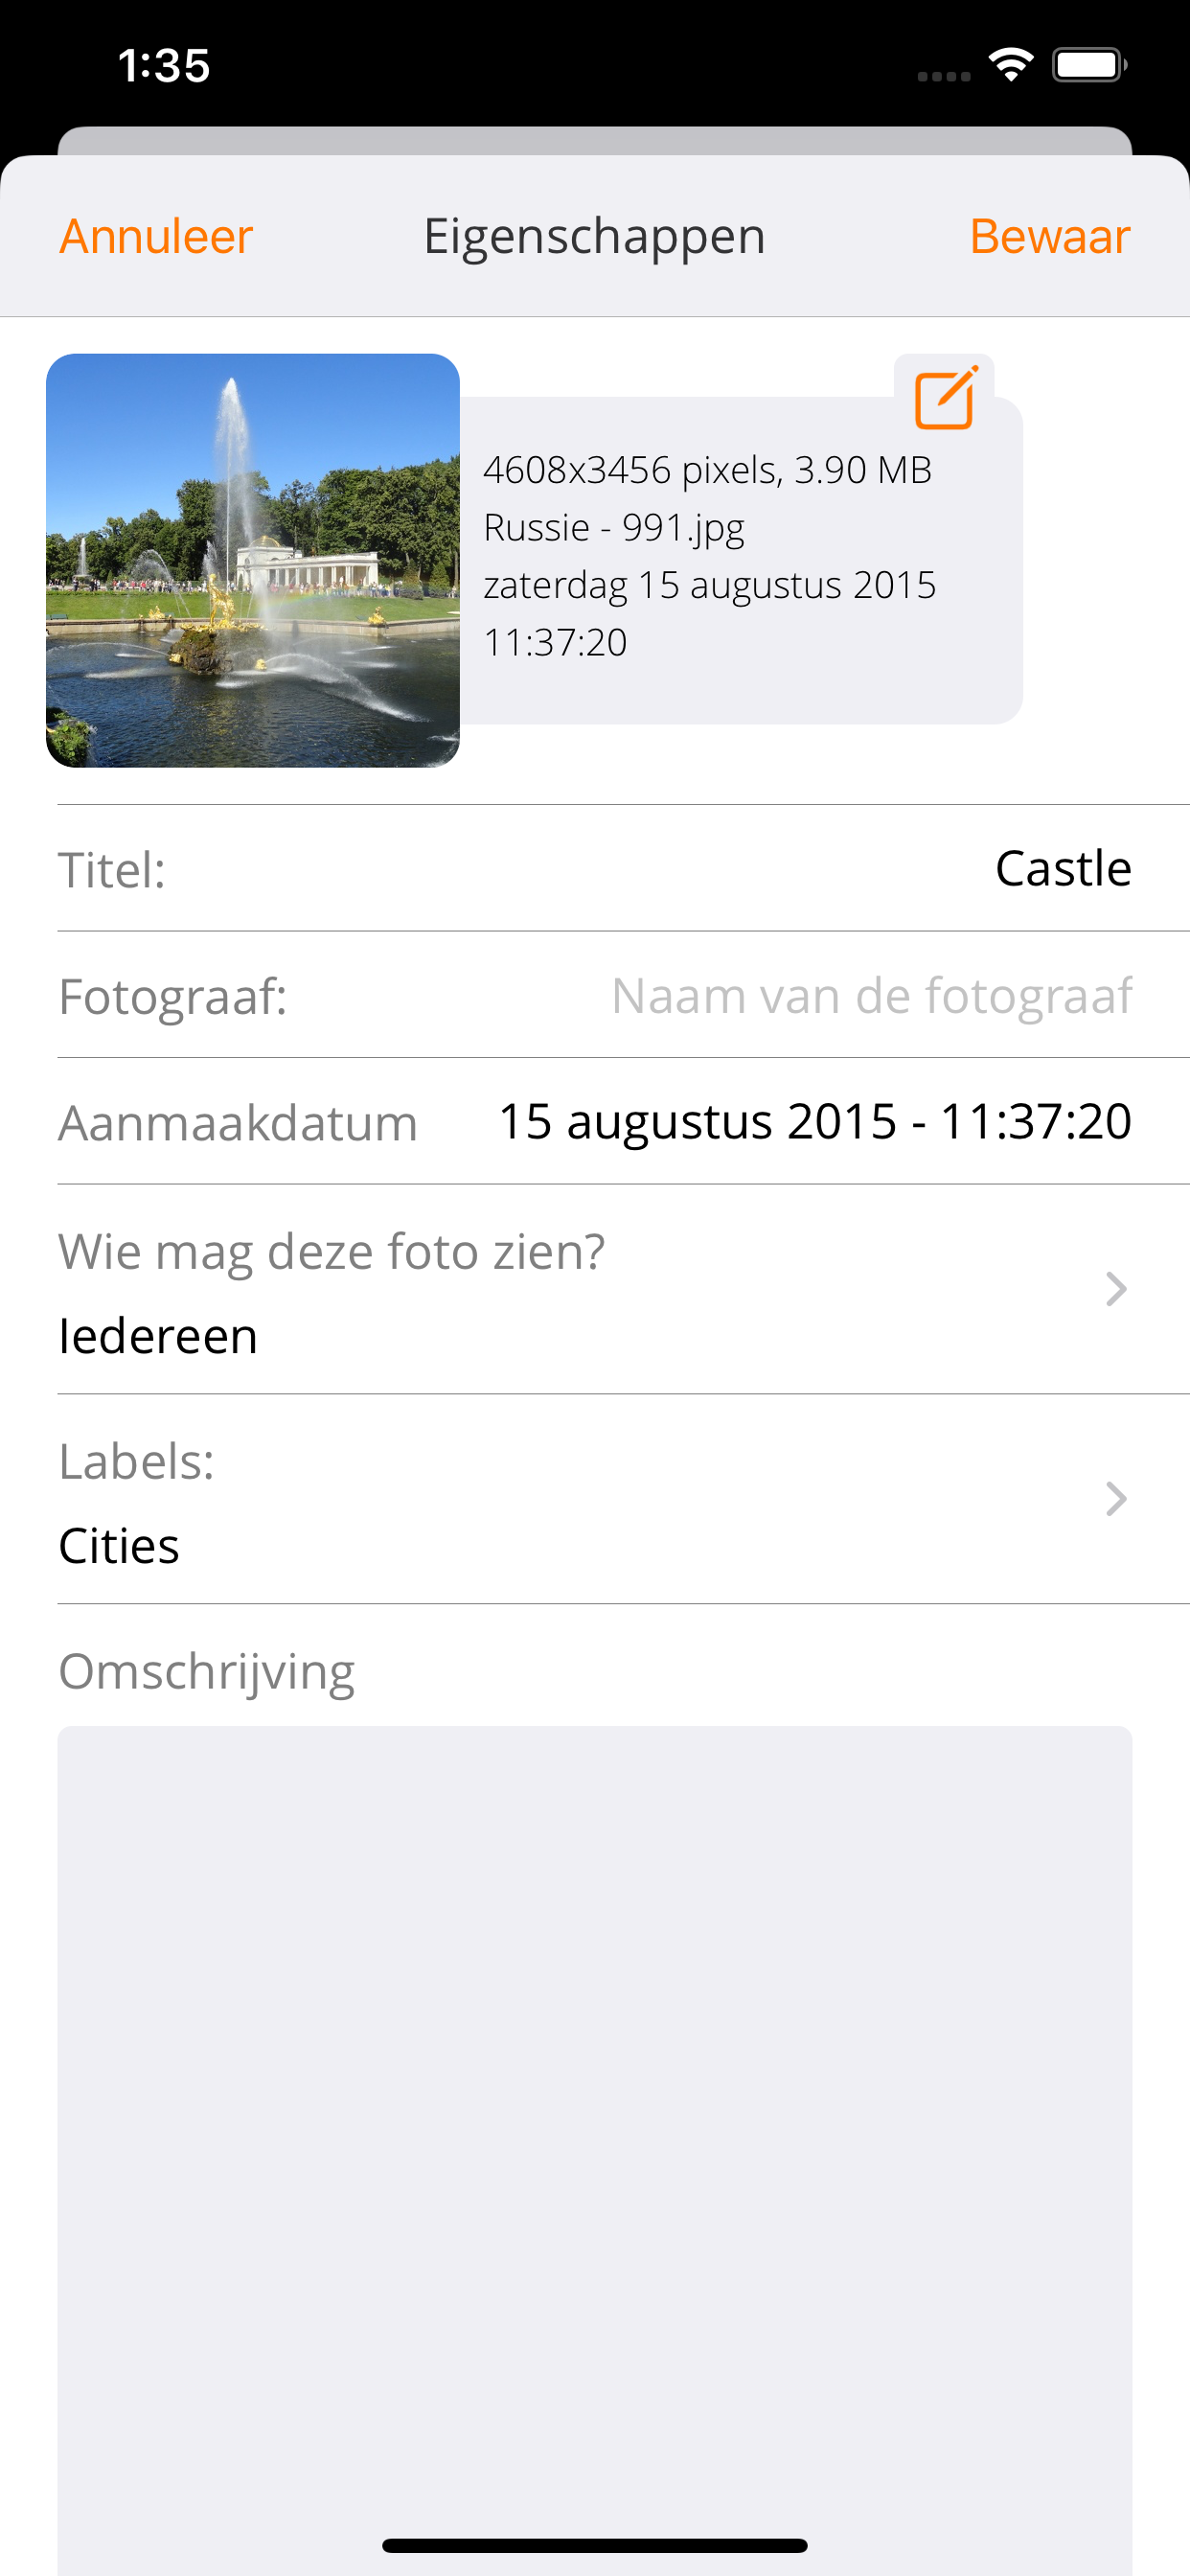 1:35
Annuleer Eigenschappen Bewaar
4608x3456 pixels, 3.90 MB
Russie - 991.jpg
zaterdag 15 augustus 2015
11:37:20
Titel: Castle
Fotograaf: Naam van de fotograaf
Aanmaakdatum 15 augustus 2015 - 11:37:20
Wie mag deze foto zien?
Iedereen
Labels:
Cities
Omschrijving